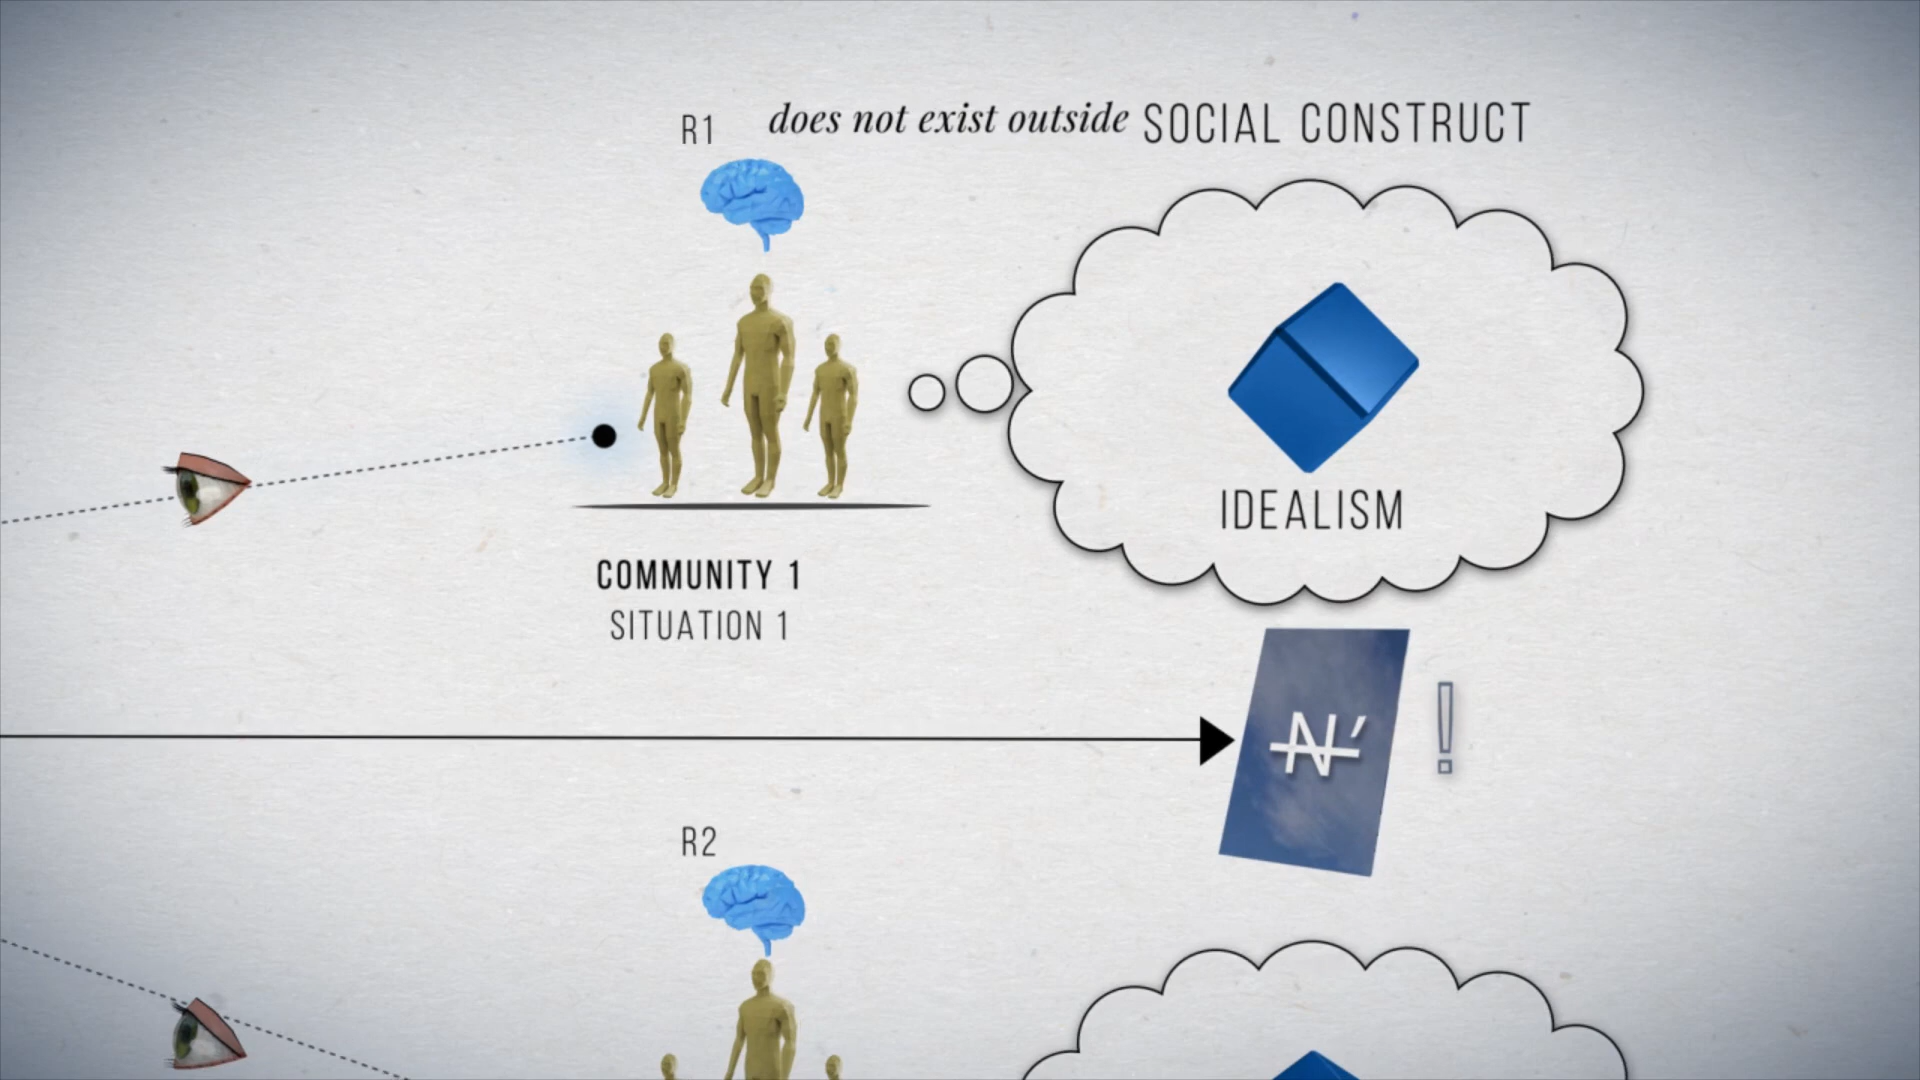 R1 does not exist outside SOCIAL CONSTRUCT
IDEALISM
COMMUNITY 1
SITUATION 1
N′
!
R2